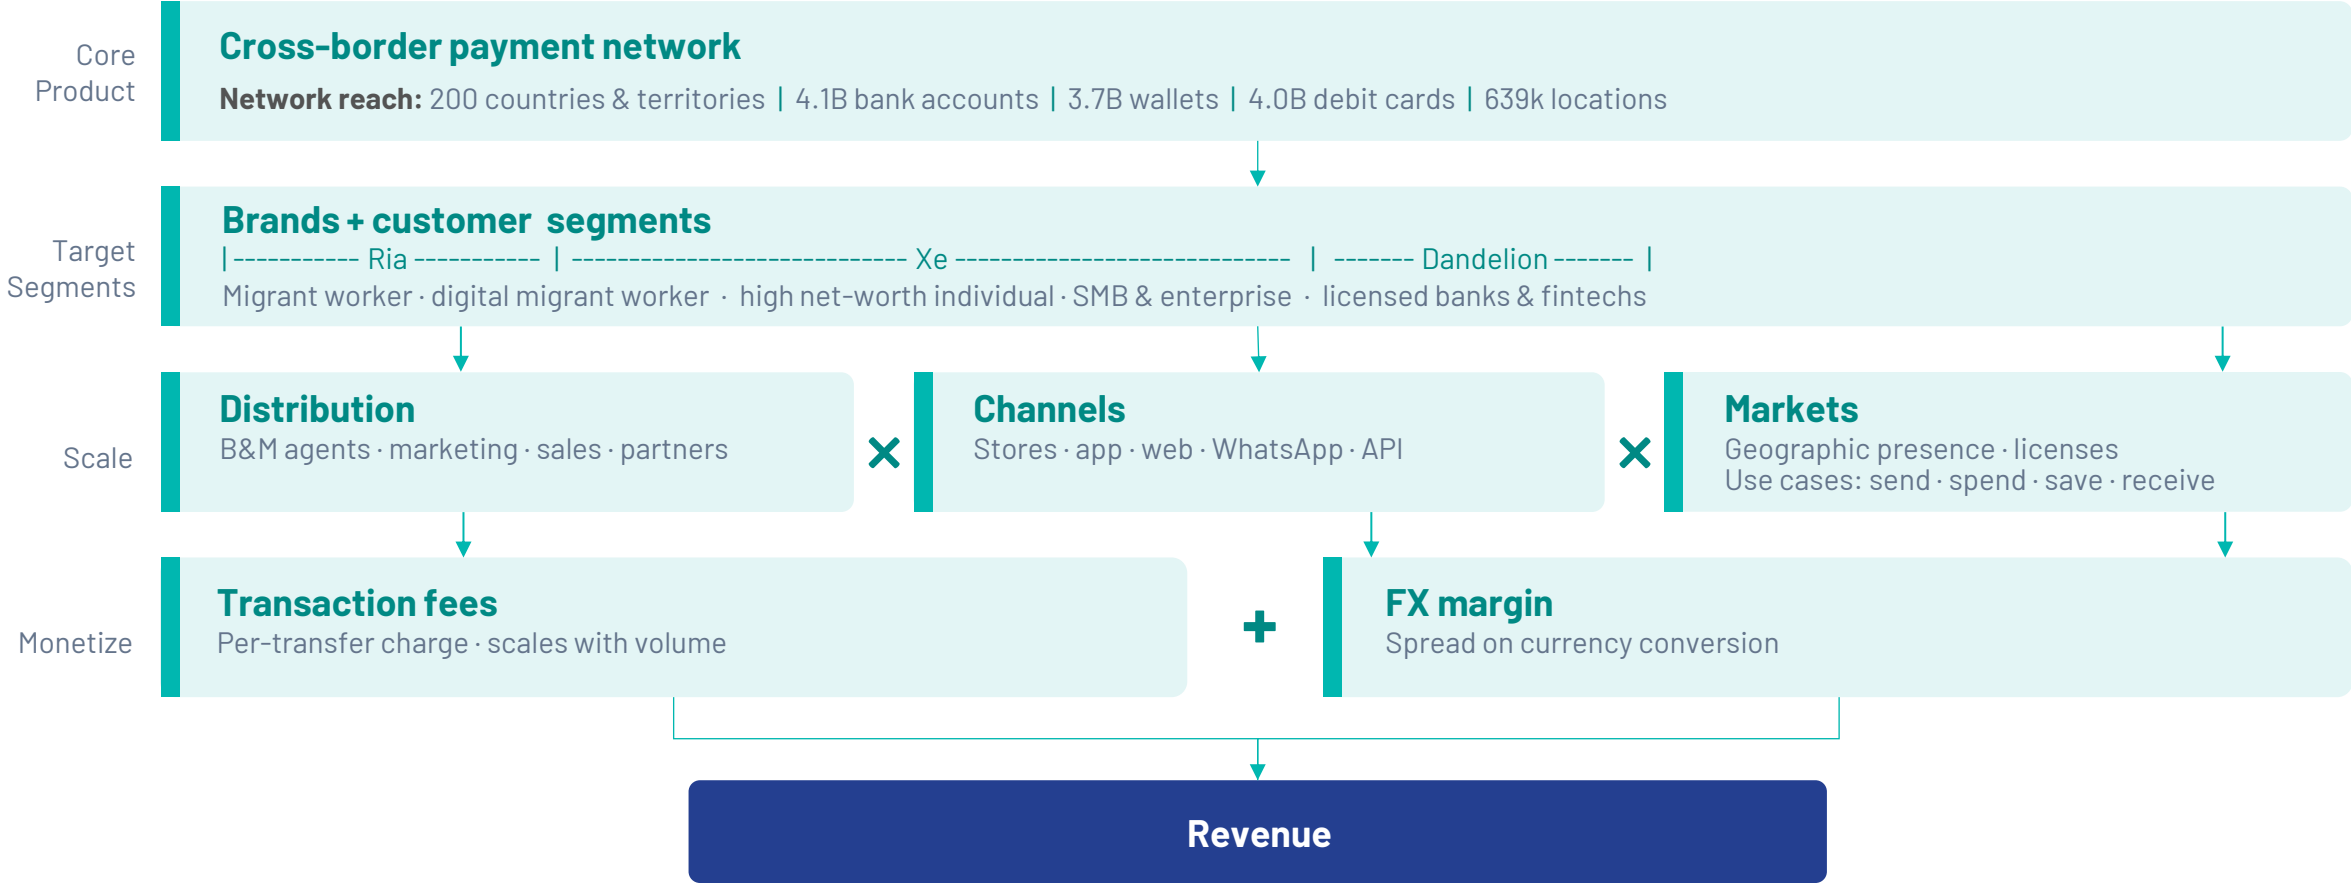 Core
Product
Cross-border payment network
Network reach: 200 countries & territories | 4.1B bank accounts | 3.7B wallets | 4.0B debit cards | 639k locations
Target
Segments
Brands + customer segments
|----------- Ria ----------- | ----------------------------- Xe ----------------------------- | ------- Dandelion ------- |
Migrant worker · digital migrant worker · high net-worth individual · SMB & enterprise · licensed banks & fintechs
Scale
Distribution
B&M agents · marketing · sales · partners
×
Channels
Stores · app · web · WhatsApp · API
×
Markets
Geographic presence · licenses
Use cases: send · spend · save · receive
Monetize
Transaction fees
Per-transfer charge · scales with volume
+
FX margin
Spread on currency conversion
Revenue